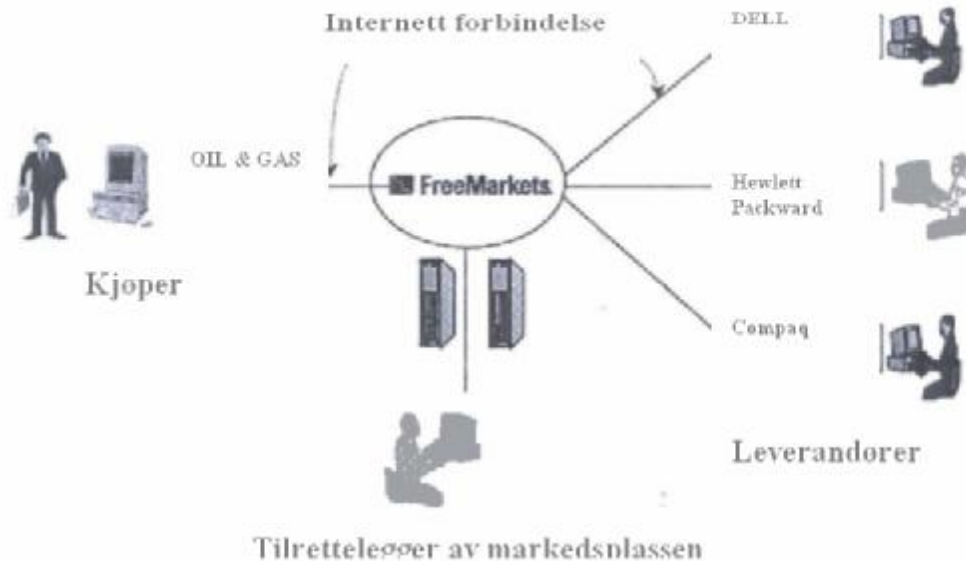 Internett forbindelse
DELL
OIL & GAS
FreeMarkets
Hewlett
Packward
Kjøper
Compaq
Leverandører
Tilrettelegger av markedsplassen